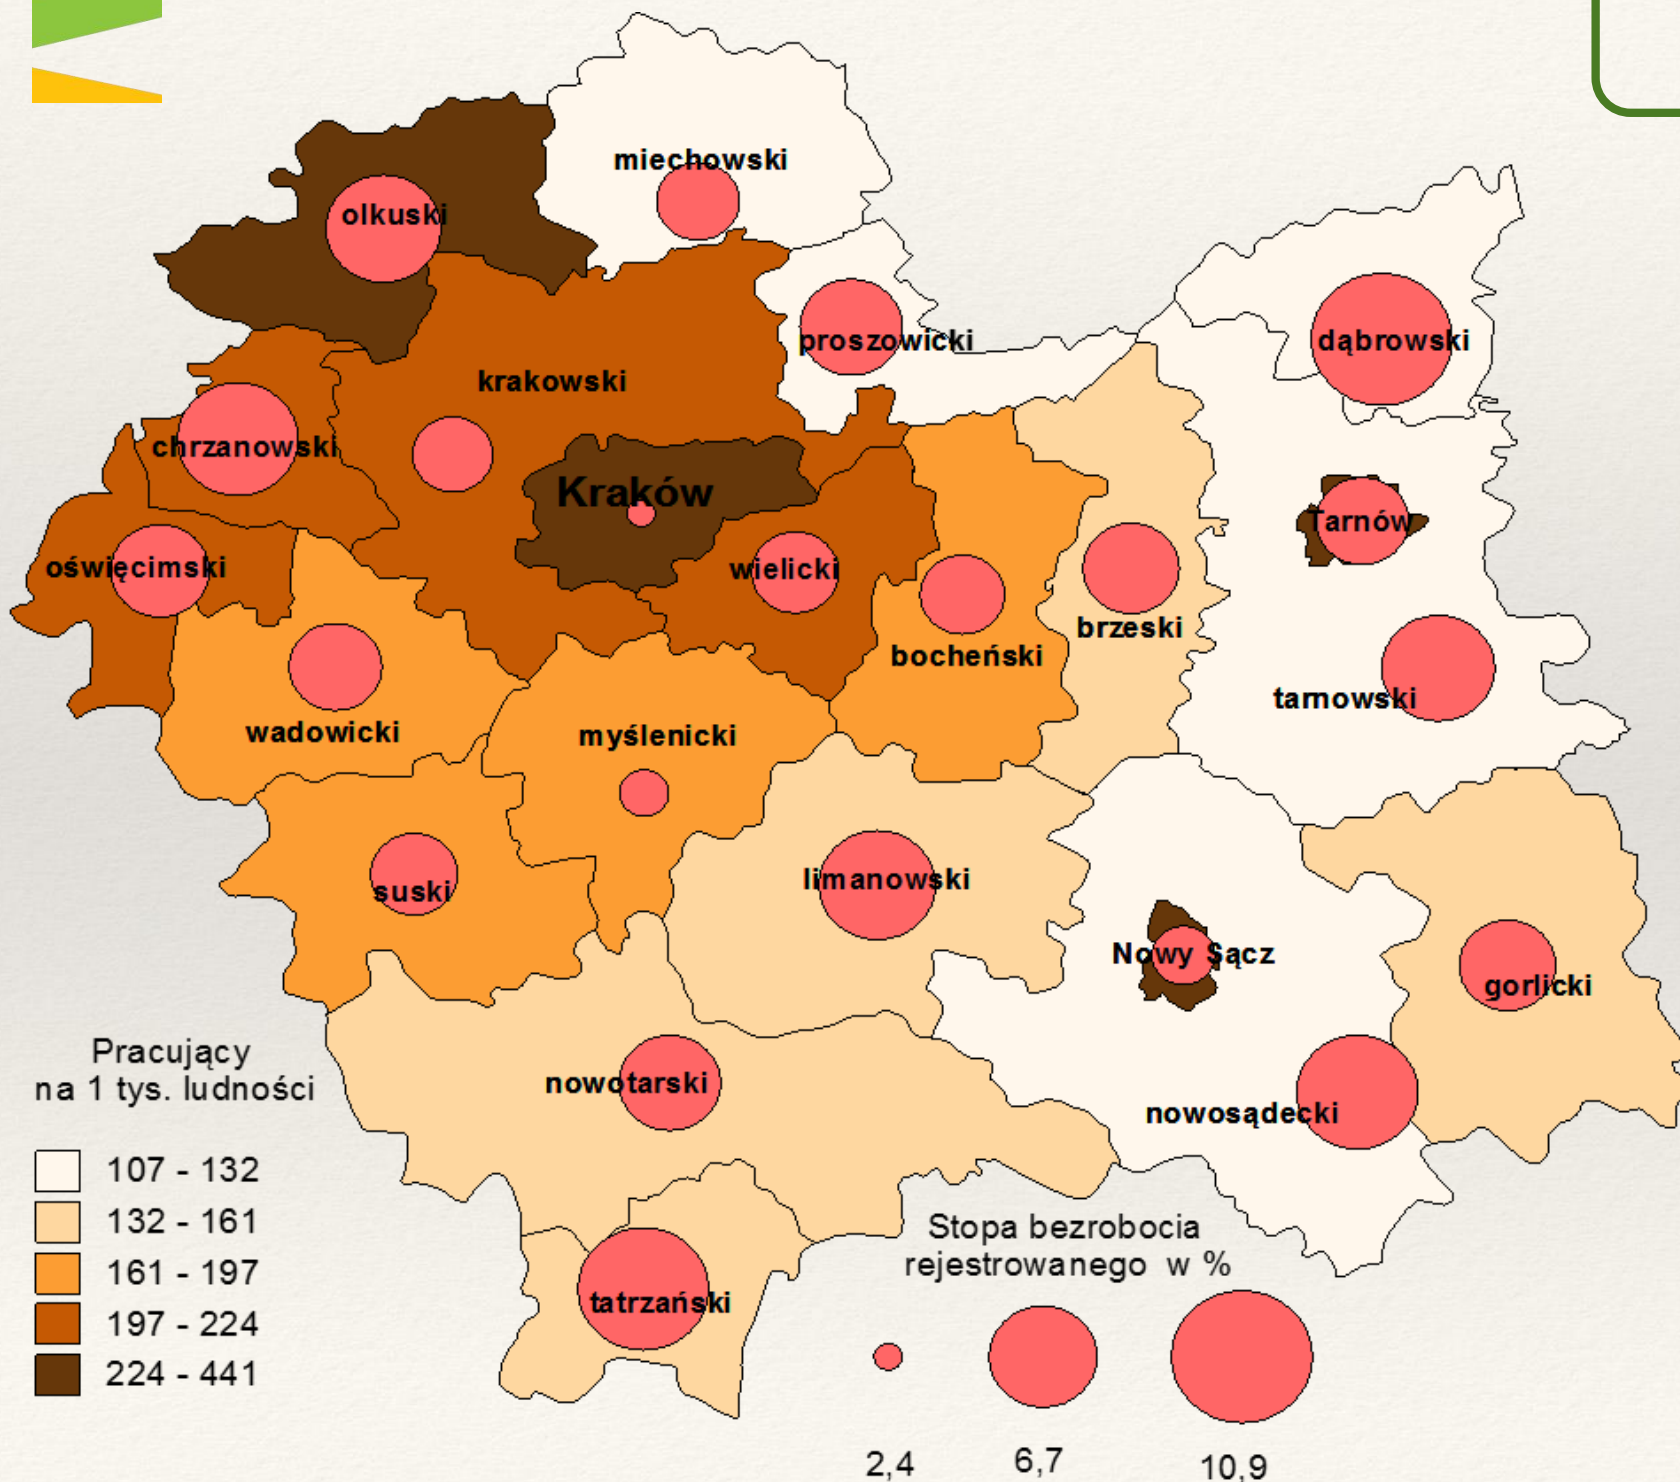 miechowski
olkuski
proszowicki
dąbrowski
krakowski
chrzanowski
Kraków
Tarnów
oświęcimski
wielicki
brzeski
bocheński
tarnowski
wadowicki
myślenicki
limanowski
suski
Nowy Sącz
gorlicki
nowotarski
nowosądecki
tatrzański
Pracujący
na 1 tys. ludności
107 - 132
132 - 161
161 - 197
197 - 224
224 - 441
Stopa bezrobocia
rejestrowanego w %
2,4
6,7
10,9